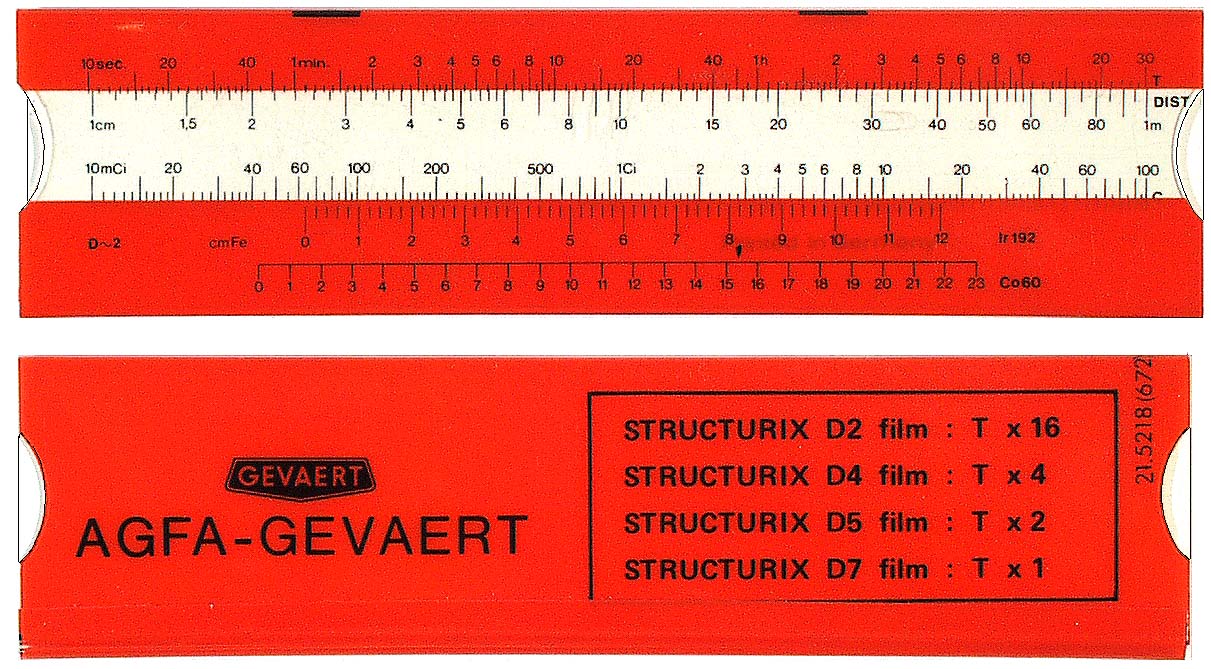 10sec. 20 40 1min. 2 3 4 5 6 8 10 20 40 1h 2 3 4 5 6 8 10 20 30
T
DIST.
1cm 1,5 2 3 4 5 6 8 10 15 20 30 40 50 60 80 1m
10mCi 20 40 60 100 200 500 1Ci 2 3 4 5 6 8 10 20 40 60 100
D~2 cmFe 0 1 2 3 4 5 6 7 8 9 10 11 12 Ir192
0 1 2 3 4 5 6 7 8 9 10 11 12 13 14 15 16 17 18 19 20 21 22 23 Co60
GEVAERT
AGFA-GEVAERT
STRUCTURIX D2 film : T x 16
STRUCTURIX D4 film : T x 4
STRUCTURIX D5 film : T x 2
STRUCTURIX D7 film : T x 1
21.5218(672)